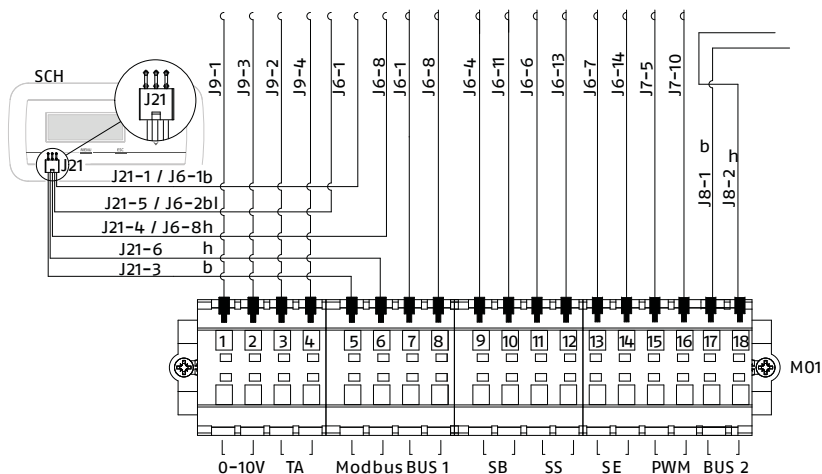 SCH
J21
MENU
ESC
J21
J9-1
J9-3
J9-2
J9-4
J6-1
J6-8
J6-1
J6-8
J6-4
J6-11
J6-6
J6-13
J6-7
J6-14
J7-5
J7-10
J8-1 b
J8-2 h
J21-1 / J6-1b
J21-5 / J6-2bl
J21-4 / J6-8h
J21-6 h
J21-3 b
1 2 3 4 5 6 7 8 9 10 11 12 13 14 15 16 17 18
M01
0-10V TA Modbus BUS 1 SB SS SE PWM BUS 2